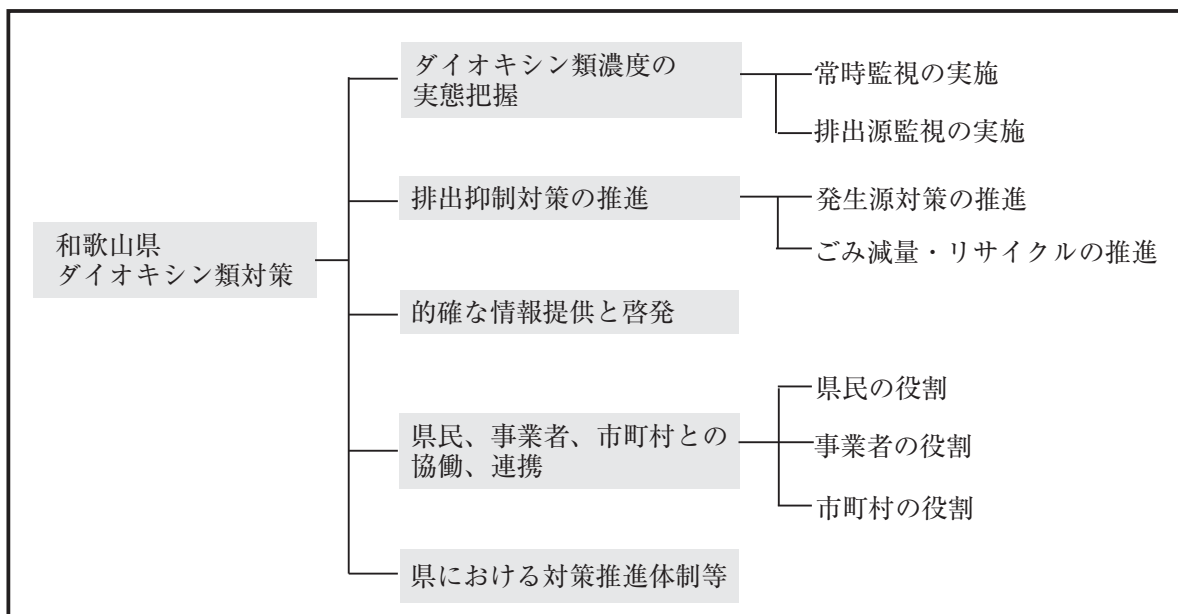 和歌山県
ダイオキシン類対策
ダイオキシン類濃度の
実態把握
常時監視の実施
排出源監視の実施
排出抑制対策の推進
発生源対策の推進
ごみ減量・リサイクルの推進
的確な情報提供と啓発
県民、事業者、市町村との
協働、連携
県民の役割
事業者の役割
市町村の役割
県における対策推進体制等